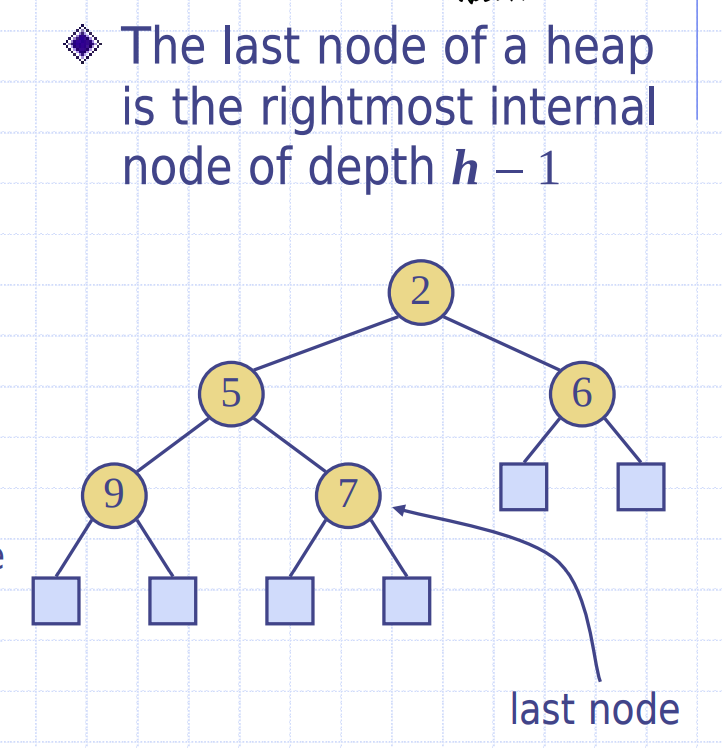 The last node of a heap
is the rightmost internal
node of depth h – 1
2
5
6
9
7
e
last node